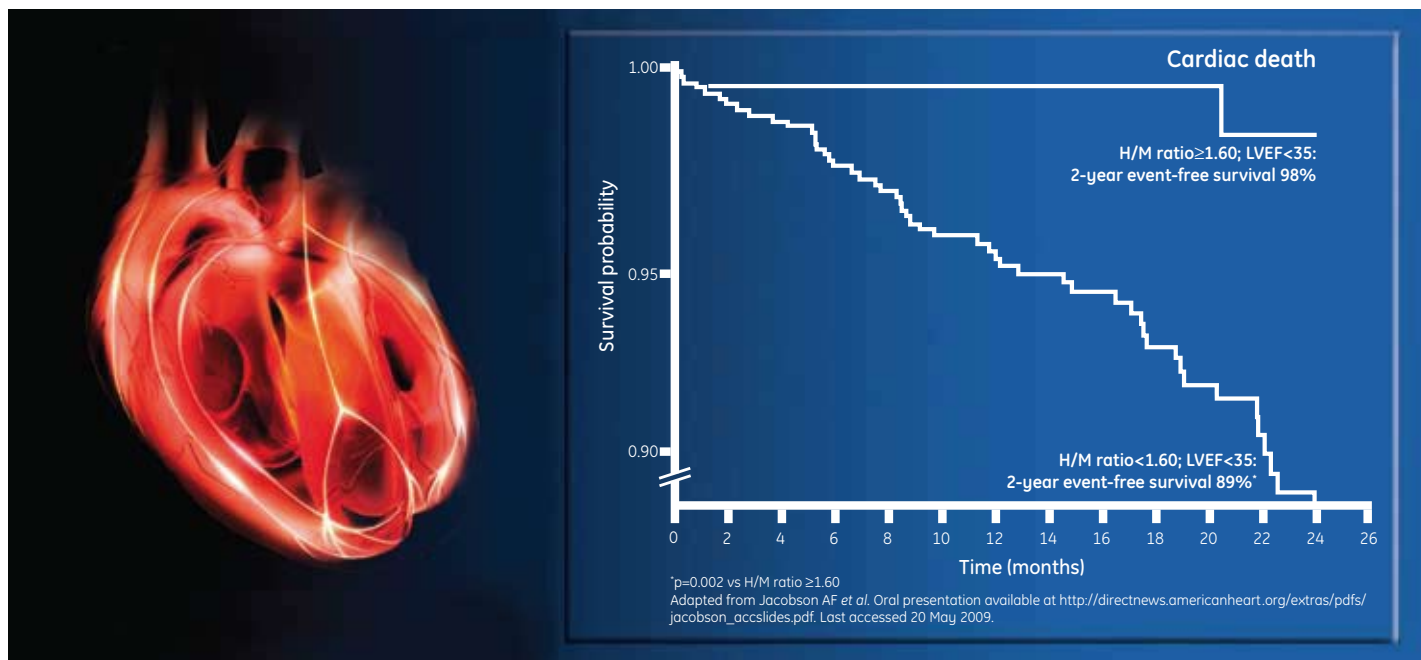 Cardiac death
1.00
H/M ratio≥1.60; LVEF<35:
2-year event-free survival 98%
Survival probability
0.95
0.90
H/M ratio<1.60; LVEF<35:
2-year event-free survival 89%*
0 2 4 6 8 10 12 14 16 18 20 22 24 26
Time (months)
*p=0.002 vs H/M ratio ≥1.60
Adapted from Jacobson AF et al. Oral presentation available at http://directnews.americanheart.org/extras/pdfs/
jacobson_accslides.pdf. Last accessed 20 May 2009.